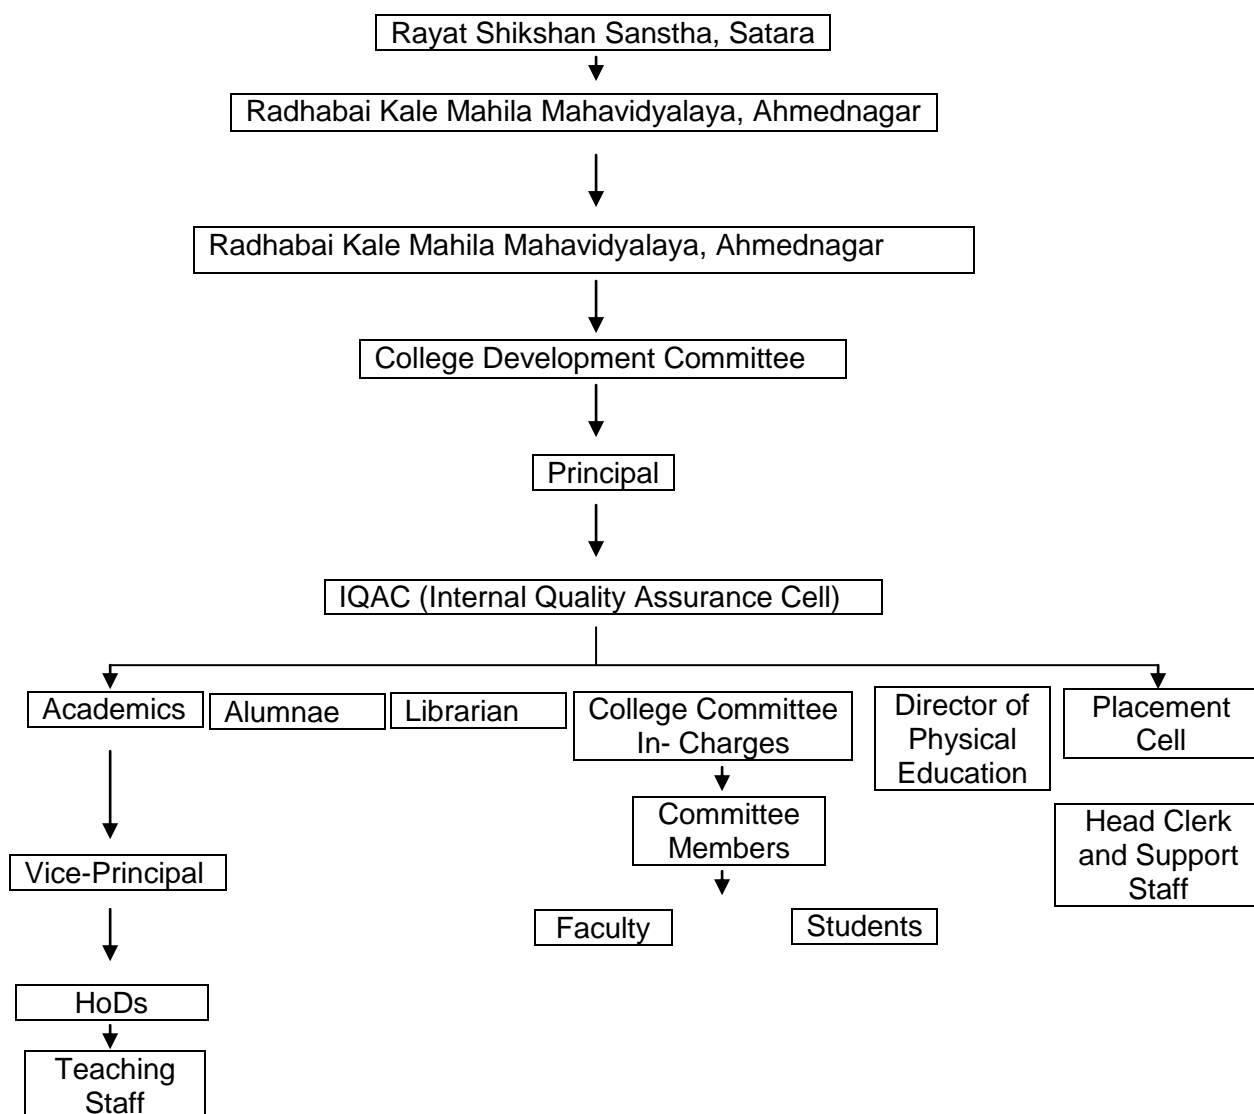 Rayat Shikshan Sanstha, Satara
Radhabai Kale Mahila Mahavidyalaya, Ahmednagar
Radhabai Kale Mahila Mahavidyalaya, Ahmednagar
College Development Committee
Principal
IQAC (Internal Quality Assurance Cell)
Academics
Alumnae
Librarian
College Committee
In- Charges
Director of
Physical
Education
Placement
Cell
Committee
Members
Head Clerk
and Support
Staff
Vice-Principal
Faculty
Students
HoDs
Teaching
Staff